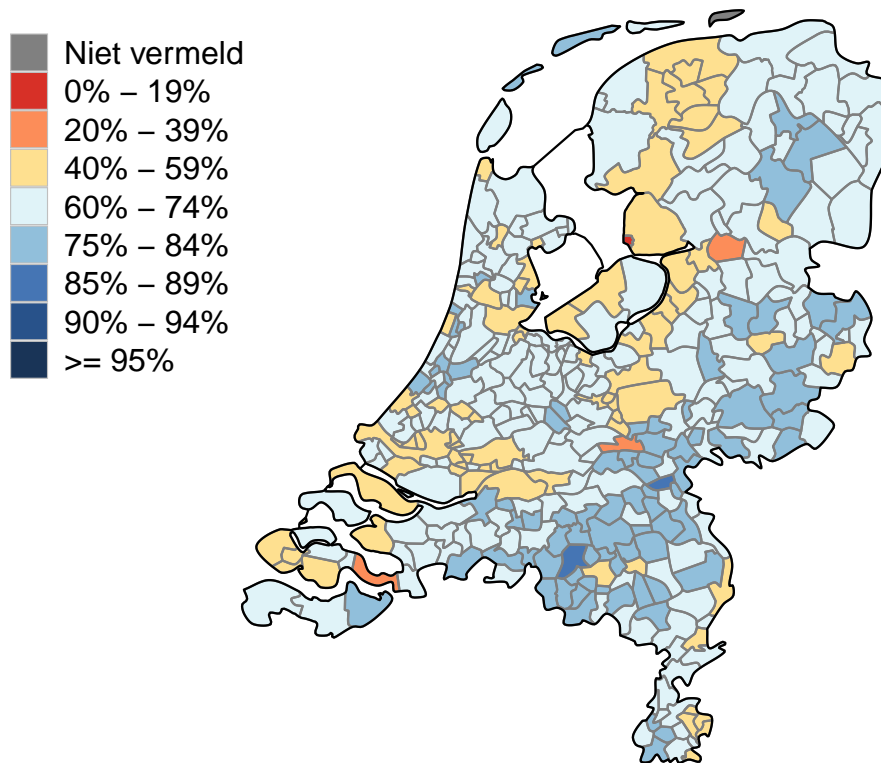 Niet vermeld
0% – 19%
20% – 39%
40% – 59%
60% – 74%
75% – 84%
85% – 89%
90% – 94%
>= 95%